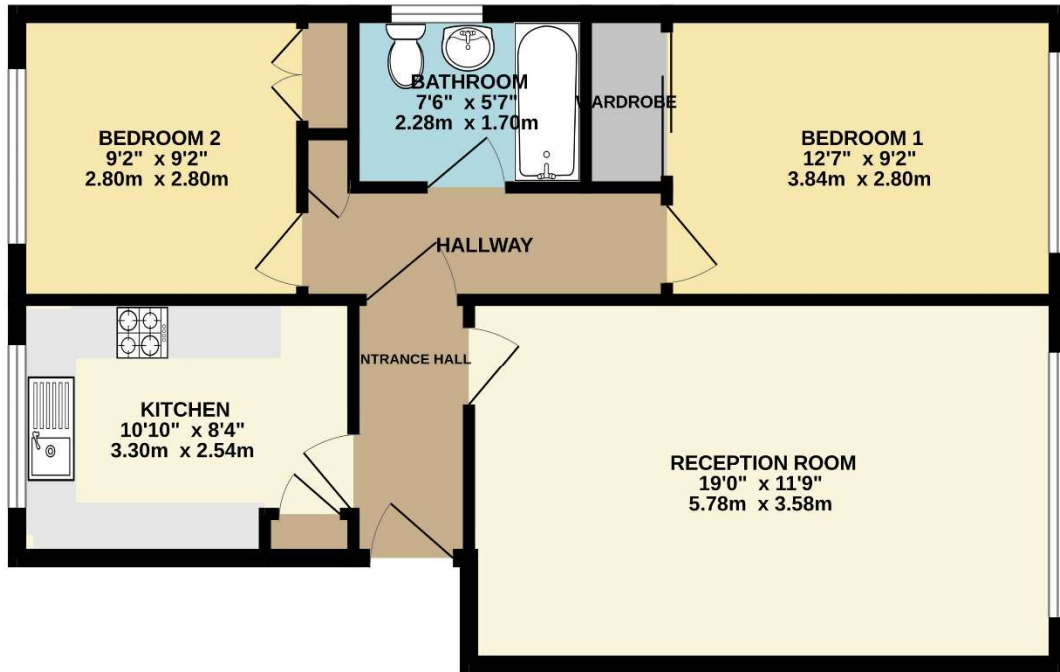 BEDROOM 2
9'2" x 9'2"
2.80m x 2.80m
BATHROOM
7'6" x 5'7"
2.28m x 1.70m
WARDROBE
BEDROOM 1
12'7" x 9'2"
3.84m x 2.80m
HALLWAY
NTRANCE HALL
KITCHEN
10'10" x 8'4"
3.30m x 2.54m
RECEPTION ROOM
19'0" x 11'9"
5.78m x 3.58m